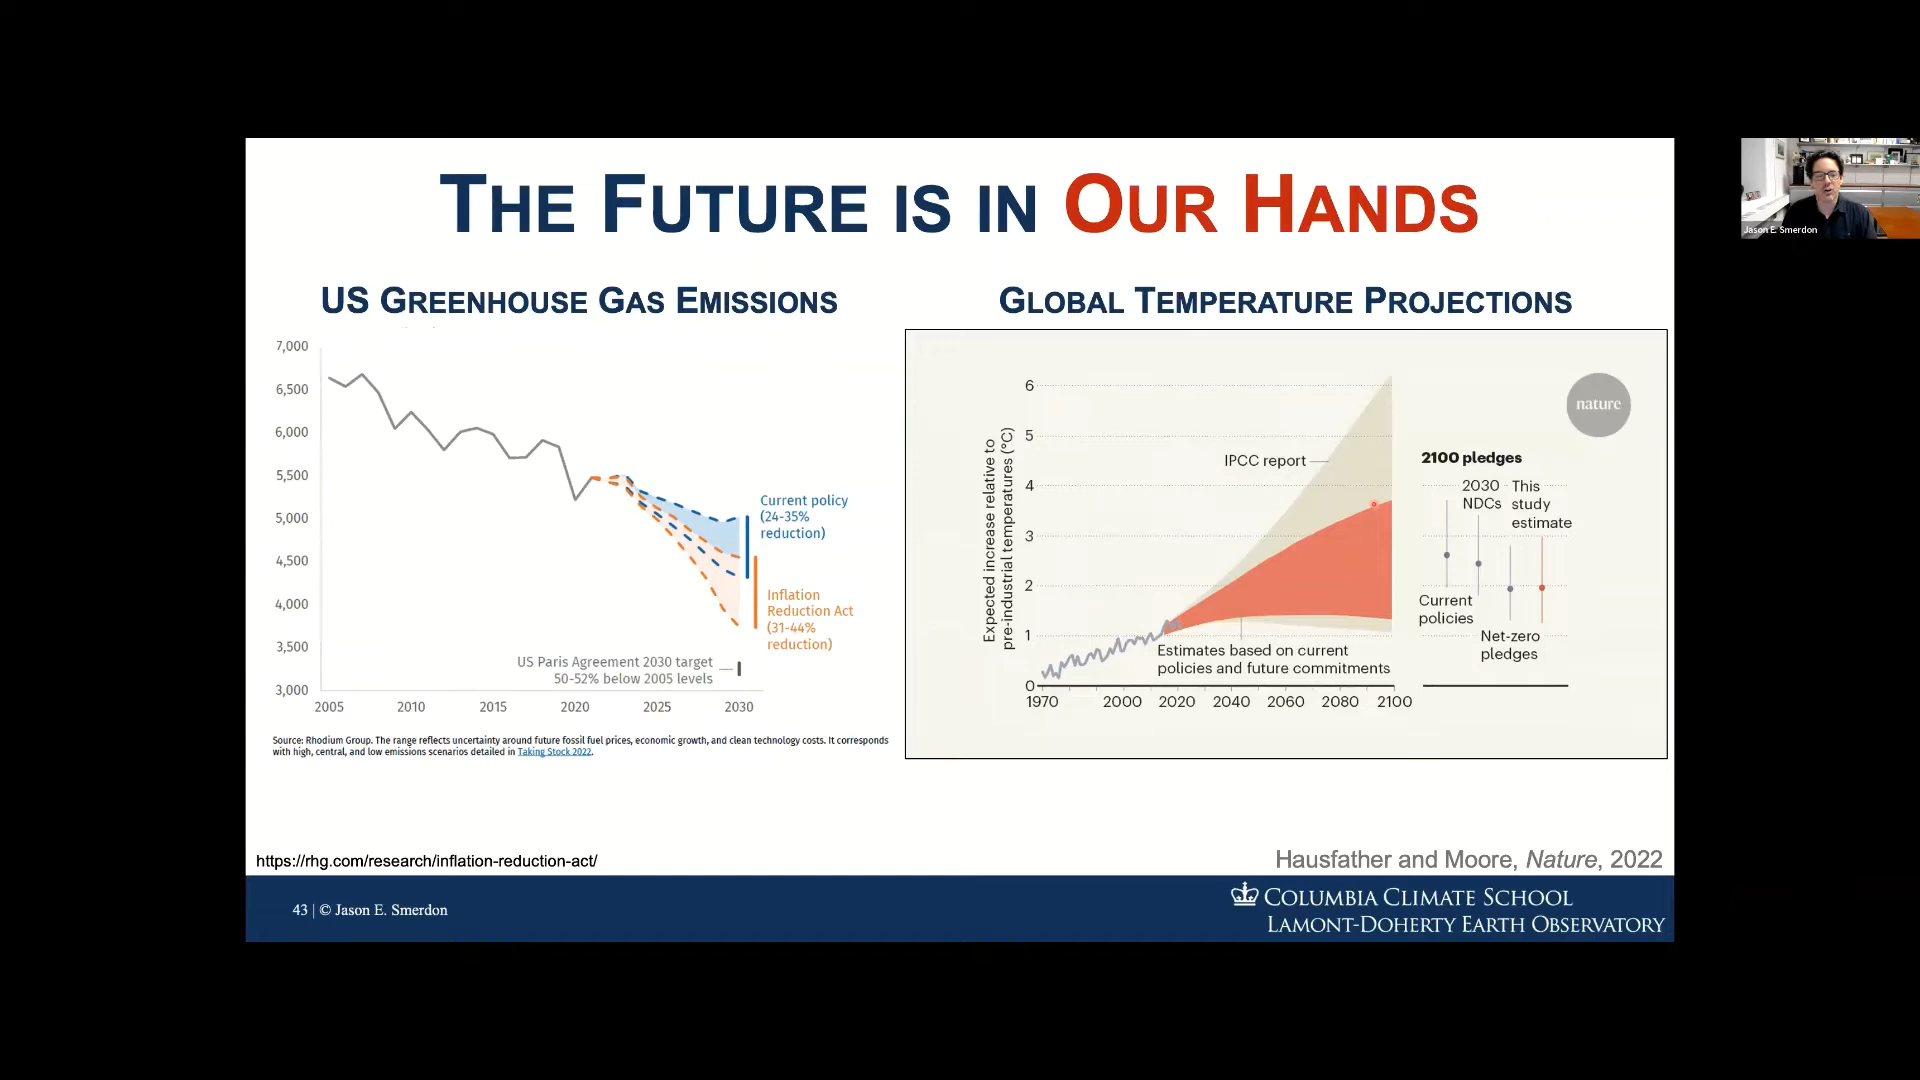 THE FUTURE IS IN OUR HANDS
US GREENHOUSE GAS EMISSIONS
7,000
6,500
6,000
5,500
5,000
4,500
4,000
3,500
3,000
2005
2010
2015
2020
2025
2030
Current policy
(24-35%
reduction)
Inflation
Reduction Act
(31-44%
reduction)
US Paris Agreement 2030 target
50-52% below 2005 levels
Source: Rhodium Group. The range reflects uncertainty around future fossil fuel prices, economic growth, and clean technology costs. It corresponds
with high, central, and low emissions scenarios detailed in Taking Stock 2022.
GLOBAL TEMPERATURE PROJECTIONS
Expected increase relative to
pre-industrial temperatures (°C)
6
5
4
3
2
1
0
1970
2000
2020
2040
2060
2080
2100
IPCC report
Estimates based on current
policies and future commitments
nature
2100 pledges
2030
NDCs
This
study
estimate
Current
policies
Net-zero
pledges
https://rhg.com/research/inflation-reduction-act/
Hausfather and Moore, Nature, 2022
43 | © Jason E. Smerdon
COLUMBIA CLIMATE SCHOOL
LAMONT-DOHERTY EARTH OBSERVATORY
Jason E. Smerdon